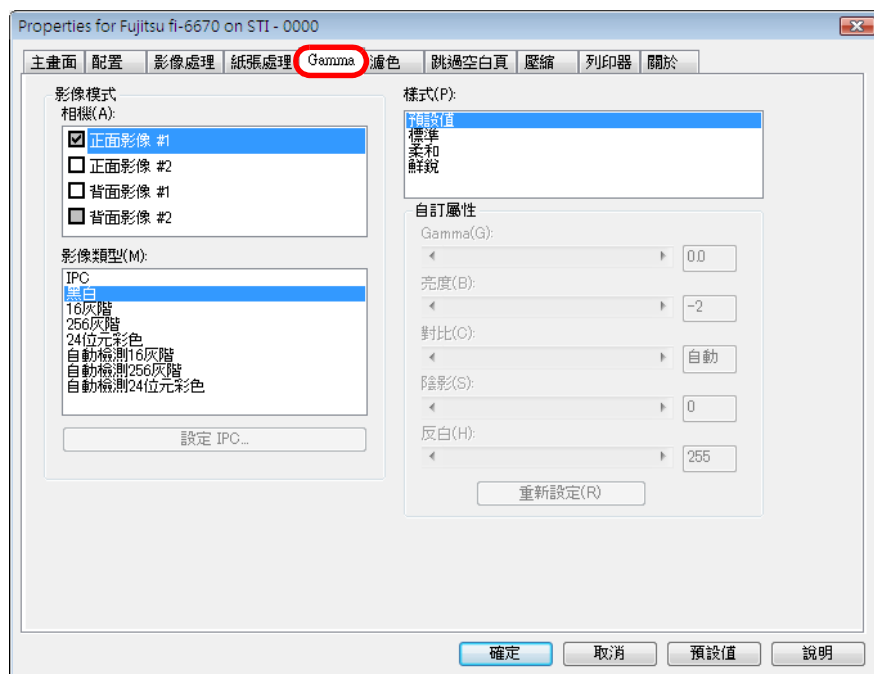 Properties for Fujitsu fi-6670 on STI - 0000
主畫面 配置 影像處理 紙張處理 Gamma 濾色 跳過空白頁 壓縮 列印器 關於
影像模式
相機(A):
正面影像 #1
正面影像 #2
背面影像 #1
背面影像 #2
影像類型(M):
IPC
黑白
16灰階
256灰階
24位元彩色
自動檢測16灰階
自動檢測256灰階
自動檢測24位元彩色
設定 IPC...
樣式(P):
預設值
標準
柔和
鮮銳
自訂屬性
Gamma(G):
0.0
亮度(B):
-2
對比(C):
自動
陰影(S):
0
反白(H):
255
重新設定(R)
確定 取消 預設值 說明